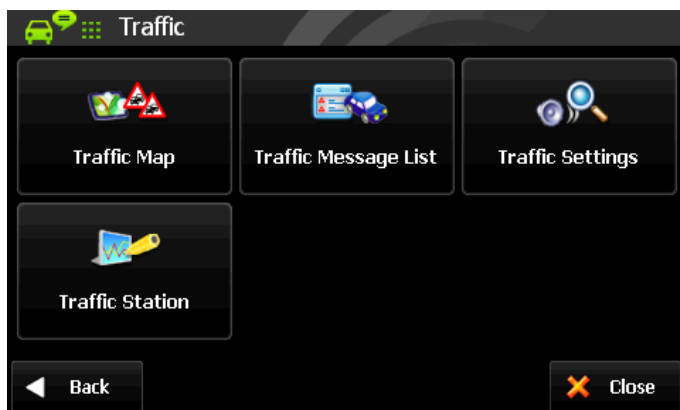 Traffic
Traffic Map
Traffic Message List
Traffic Settings
Traffic Station
Back
Close